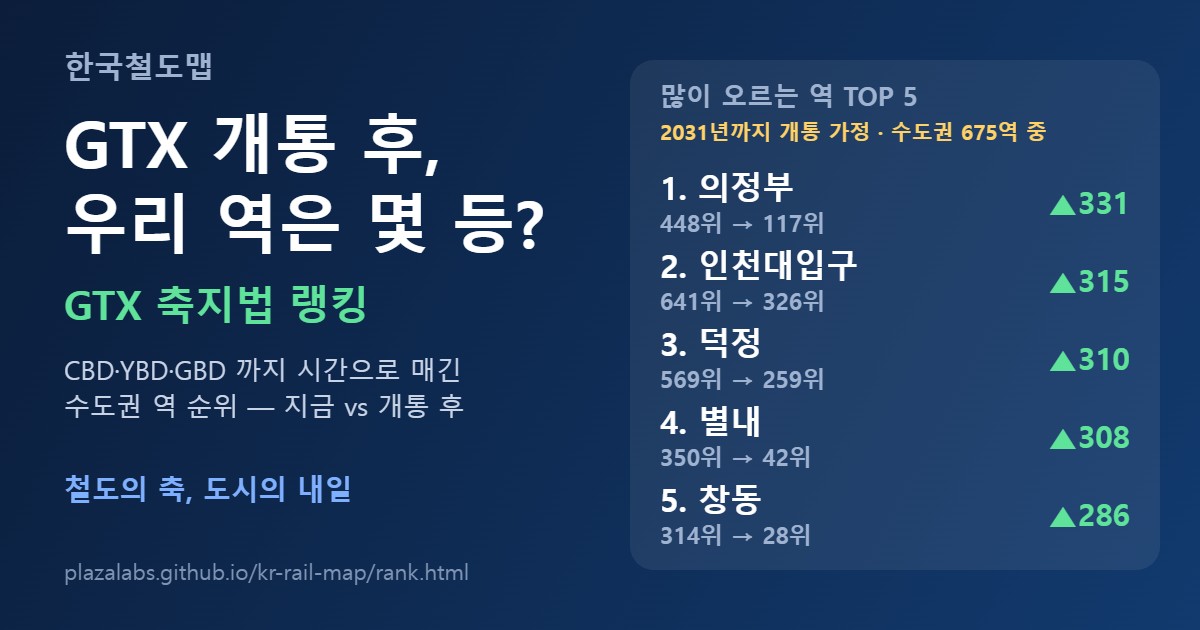 한국철도맵
GTX 개통 후,
우리 역은 몇 등?
GTX 축지법 랭킹
CBD·YBD·GBD 까지 시간으로 매긴
수도권 역 순위 — 지금 vs 개통 후
철도의 축, 도시의 내일
plazalabs.github.io/kr-rail-map/rank.html
많이 오르는 역 TOP 5
2031년까지 개통 가정 · 수도권 675역 중
1. 의정부
448위 → 117위
▲331
2. 인천대입구
641위 → 326위
▲315
3. 덕정
569위 → 259위
▲310
4. 별내
350위 → 42위
▲308
5. 창동
314위 → 28위
▲286